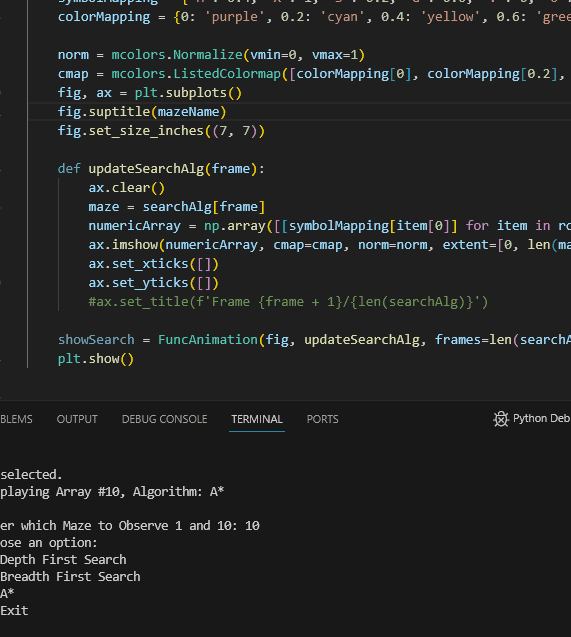 colorMapping = {0: 'purple', 0.2: 'cyan', 0.4: 'yellow', 0.6: 'gree
norm = mcolors.Normalize(vmin=0, vmax=1)
cmap = mcolors.ListedColormap([colorMapping[0], colorMapping[0.2],
fig, ax = plt.subplots()
fig.suptitle(mazeName)
fig.set_size_inches((7, 7))
def updateSearchAlg(frame):
ax.clear()
maze = searchAlg[frame]
numericArray = np.array([[symbolMapping[item[0]] for item in ro
ax.imshow(numericArray, cmap=cmap, norm=norm, extent=[0, len(ma
ax.set_xticks([])
ax.set_yticks([])
#ax.set_title(f'Frame {frame + 1}/{len(searchAlg)}')
showSearch = FuncAnimation(fig, updateSearchAlg, frames=len(searchA
plt.show()
BLEMS OUTPUT DEBUG CONSOLE TERMINAL PORTS Python Deb
selected.
playing Array #10, Algorithm: A*
er which Maze to Observe 1 and 10: 10
ose an option:
Depth First Search
Breadth First Search
A*
Exit